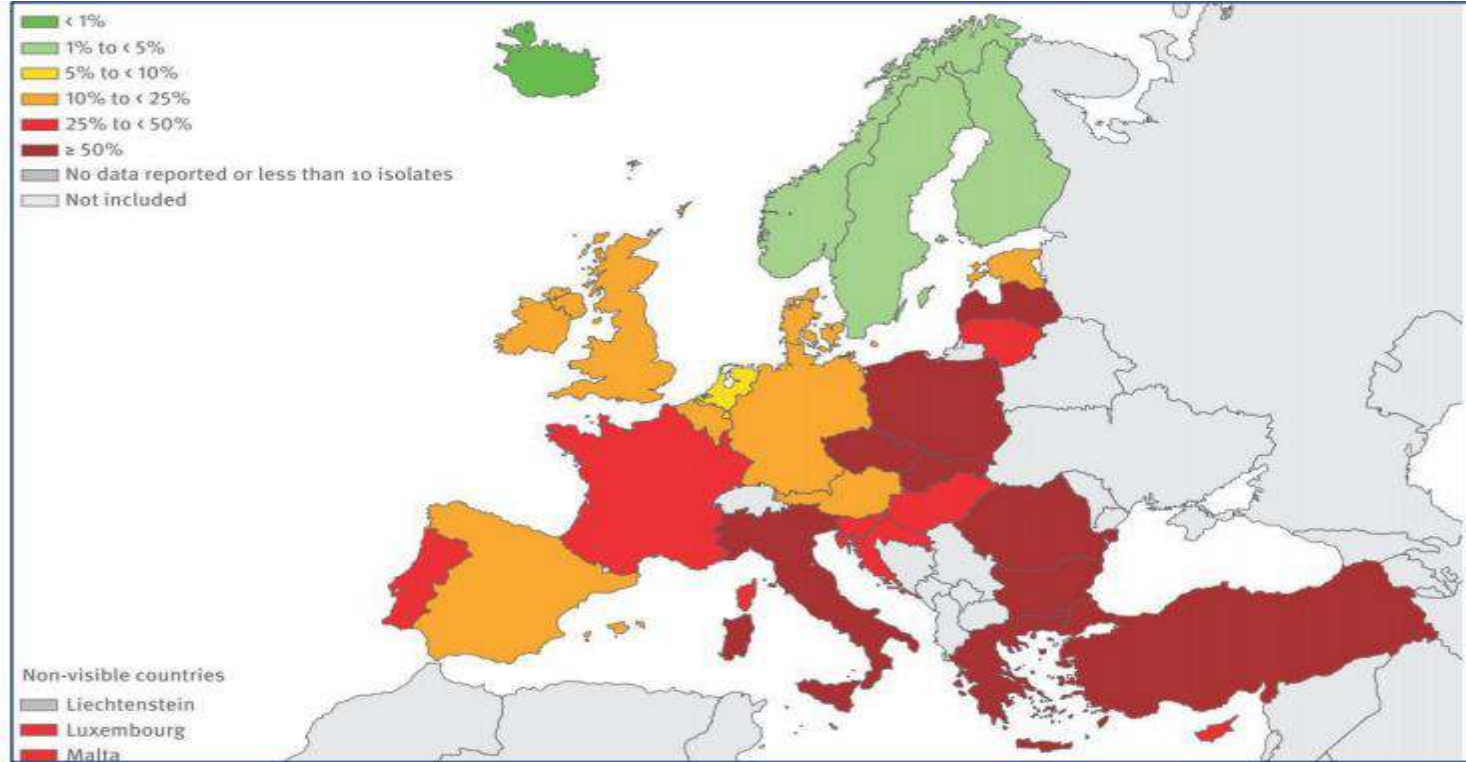 < 1%
1% to < 5%
5% to < 10%
10% to < 25%
25% to < 50%
≥ 50%
No data reported or less than 10 isolates
Not included
Non-visible countries
Liechtenstein
Luxembourg
Malta